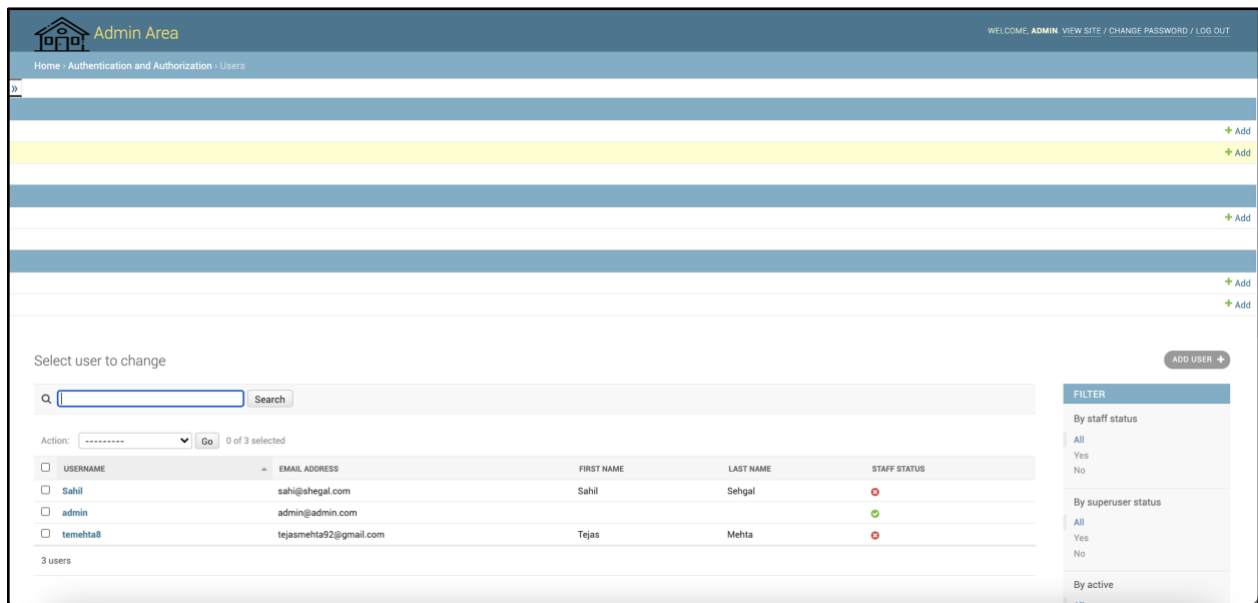 Admin Area
WELCOME, ADMIN. VIEW SITE / CHANGE PASSWORD / LOG OUT
Home › Authentication and Authorization › Users
»
+ Add
+ Add
+ Add
+ Add
+ Add
Select user to change
ADD USER +
Search
FILTER
By staff status
All
Yes
No
By superuser status
All
Yes
No
By active
Action: --------- Go 0 of 3 selected
USERNAME EMAIL ADDRESS FIRST NAME LAST NAME STAFF STATUS
Sahil sahi@shegal.com Sahil Sehgal
admin admin@admin.com
temehta8 tejasmehta92@gmail.com Tejas Mehta
3 users